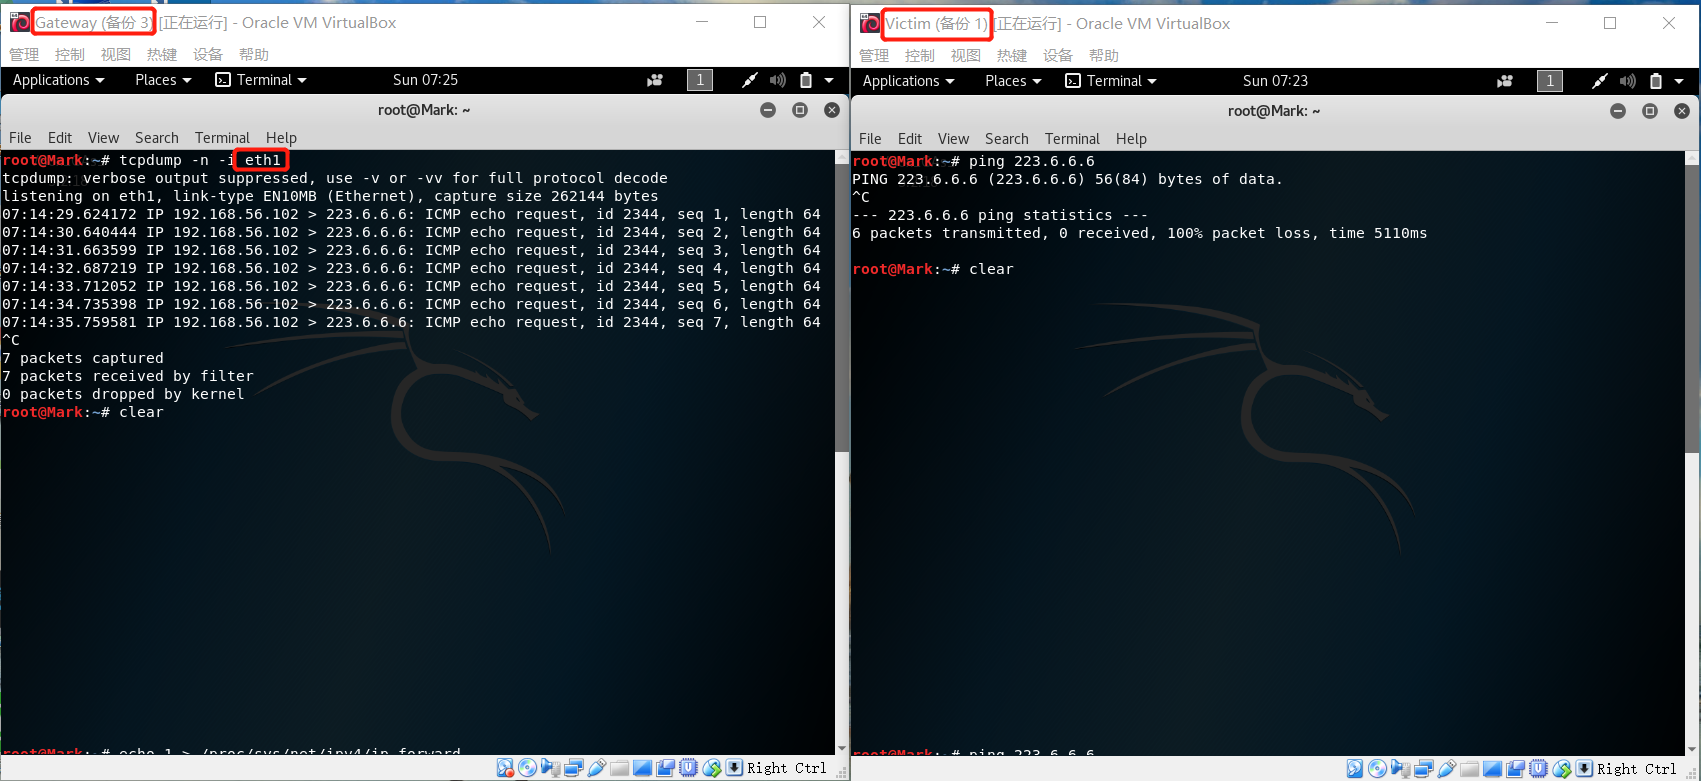 Gateway (备份 3) [正在运行] - Oracle VM VirtualBox
管理 控制 视图 热键 设备 帮助
Applications Places Terminal Sun 07:25 1
root@Mark: ~
File Edit View Search Terminal Help
root@Mark:~# tcpdump -n -i eth1
tcpdump: verbose output suppressed, use -v or -vv for full protocol decode
listening on eth1, link-type EN10MB (Ethernet), capture size 262144 bytes
07:14:29.624172 IP 192.168.56.102 > 223.6.6.6: ICMP echo request, id 2344, seq 1, length 64
07:14:30.640444 IP 192.168.56.102 > 223.6.6.6: ICMP echo request, id 2344, seq 2, length 64
07:14:31.663599 IP 192.168.56.102 > 223.6.6.6: ICMP echo request, id 2344, seq 3, length 64
07:14:32.687219 IP 192.168.56.102 > 223.6.6.6: ICMP echo request, id 2344, seq 4, length 64
07:14:33.712052 IP 192.168.56.102 > 223.6.6.6: ICMP echo request, id 2344, seq 5, length 64
07:14:34.735398 IP 192.168.56.102 > 223.6.6.6: ICMP echo request, id 2344, seq 6, length 64
07:14:35.759581 IP 192.168.56.102 > 223.6.6.6: ICMP echo request, id 2344, seq 7, length 64
^C
7 packets captured
7 packets received by filter
0 packets dropped by kernel
root@Mark:~# clear
root@Mark:~# echo 1 > /proc/sys/net/ipv4/ip_forward
Right Ctrl
Victim (备份 1) [正在运行] - Oracle VM VirtualBox
管理 控制 视图 热键 设备 帮助
Applications Places Terminal Sun 07:23 1
root@Mark: ~
File Edit View Search Terminal Help
root@Mark:~# ping 223.6.6.6
PING 223.6.6.6 (223.6.6.6) 56(84) bytes of data.
^C
--- 223.6.6.6 ping statistics ---
6 packets transmitted, 0 received, 100% packet loss, time 5110ms
root@Mark:~# clear
root@Mark:~# ping 223.6.6.6
Right Ctrl